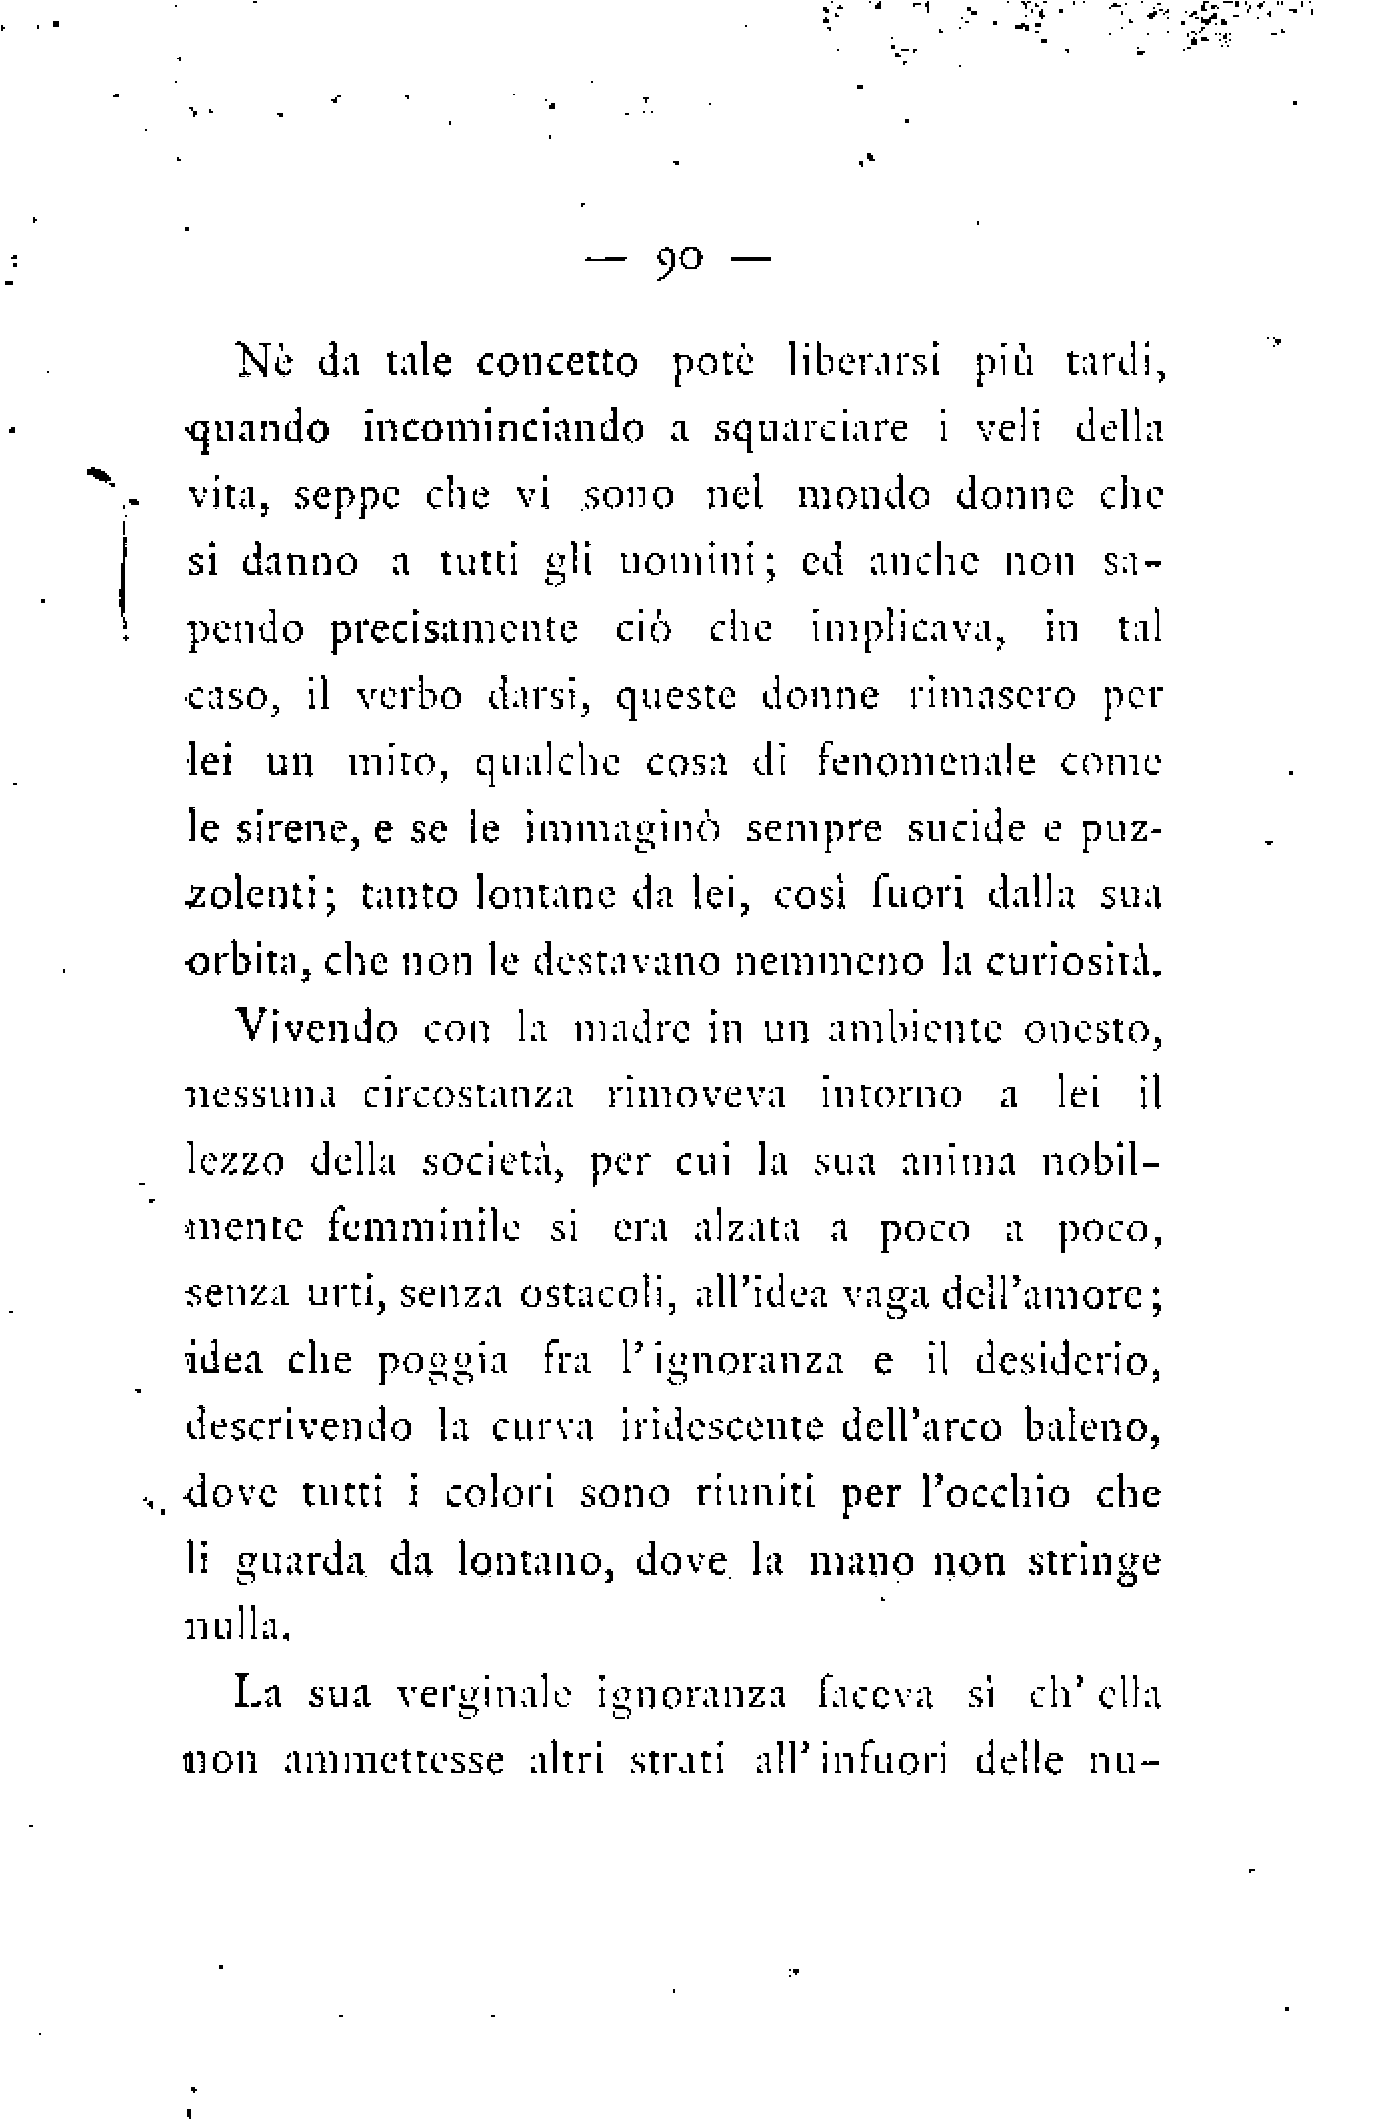 — 90 —
Nè da tale concetto potè liberarsi più tardi,
quando incominciando a squarciare i veli della
vita, seppe che vi sono nel mondo donne che
si danno a tutti gli uomini; ed anche non sa-
pendo precisamente ciò che implicava, in tal
caso, il verbo darsi, queste donne rimasero per
lei un mito, qualche cosa di fenomenale come
le sirene, e se le immaginò sempre sucide e puz-
zolenti; tanto lontane da lei, così fuori dalla sua
orbita, che non le destavano nemmeno la curiosità.
Vivendo con la madre in un ambiente onesto,
nessuna circostanza rimoveva intorno a lei il
lezzo della società, per cui la sua anima nobil-
mente femminile si era alzata a poco a poco,
senza urti, senza ostacoli, all'idea vaga dell'amore;
idea che poggia fra l'ignoranza e il desiderio,
descrivendo la curva iridescente dell'arco baleno,
dove tutti i colori sono riuniti per l'occhio che
li guarda da lontano, dove la mano non stringe
nulla.
La sua verginale ignoranza faceva sì ch'ella
non ammettesse altri strati all'infuori delle nu-